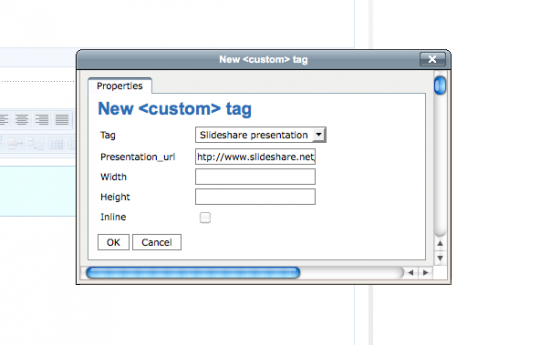 New <custom> tag
Properties
New <custom> tag
Tag Slideshare presentation
Presentation_url htp://www.slideshare.net
Width
Height
Inline
OK Cancel